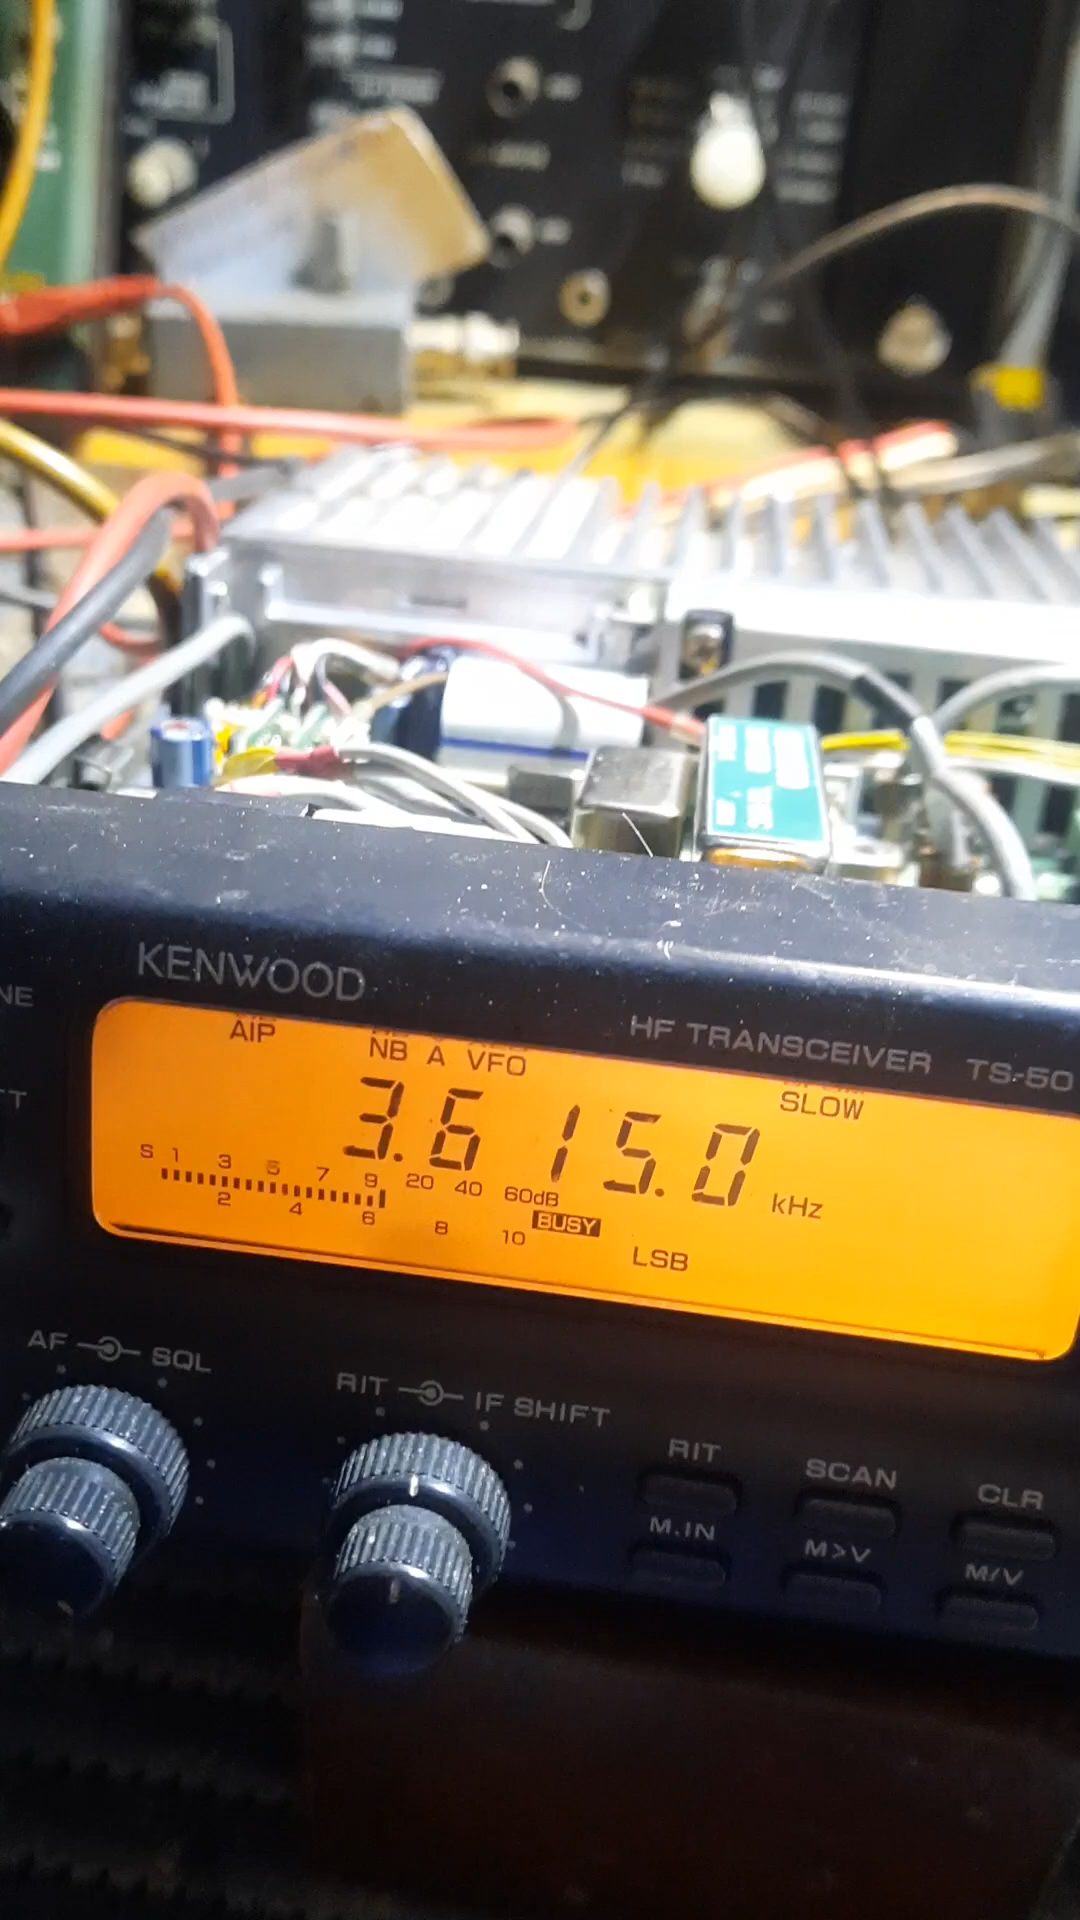 KENWOOD
NE
HF TRANSCEIVER TS-50
AIP
NB A VFO
SLOW
3.615.0 kHz
S 1 3 5 7 9 20 40 60dB
BUSY
2 4 6 8 10
LSB
AF SQL
RIT IF SHIFT
RIT SCAN CLR
M.IN M>V M/V